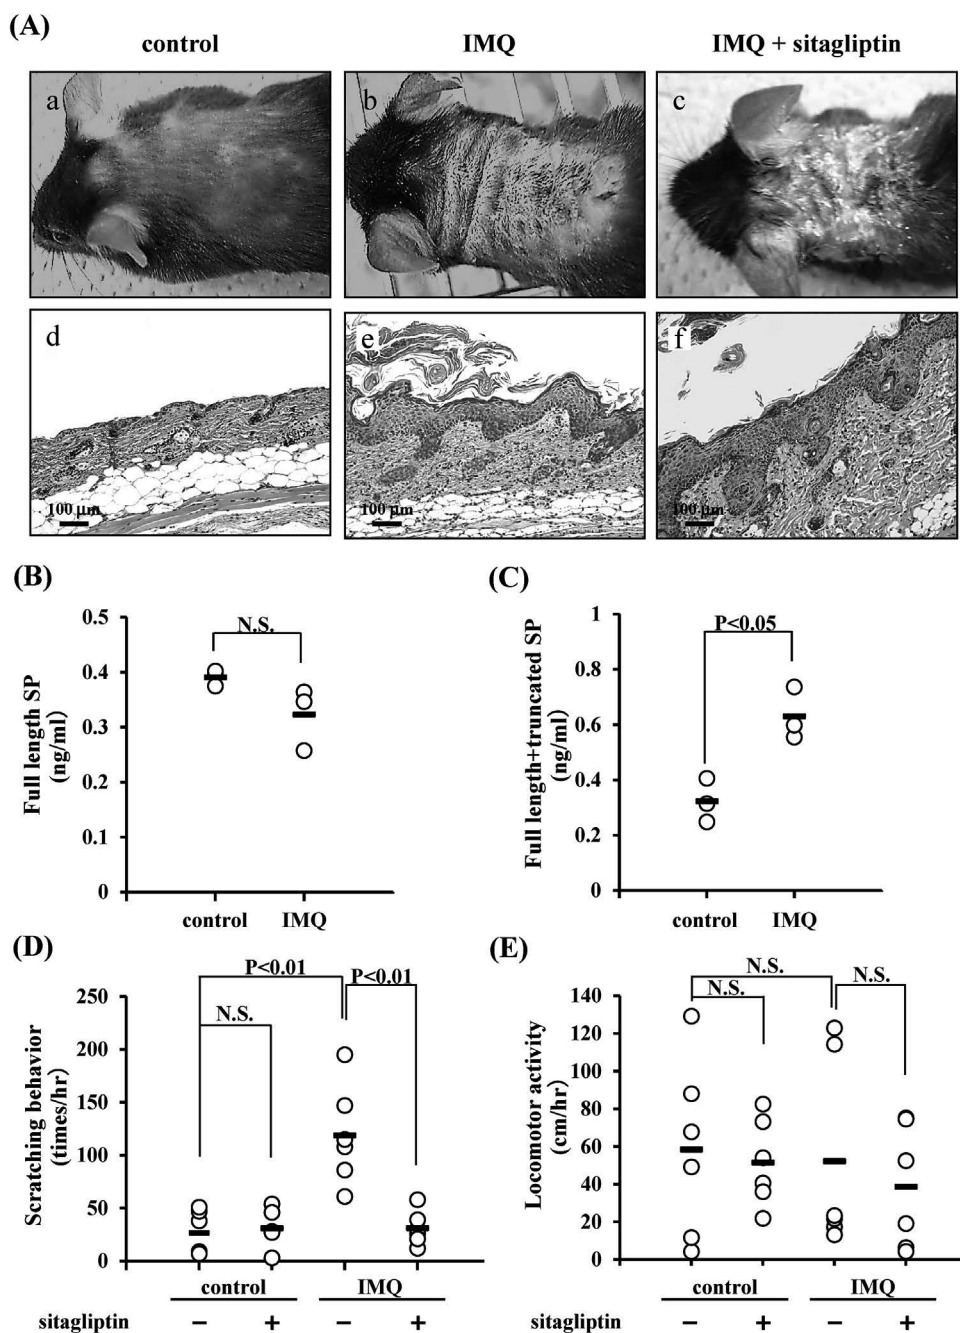 (A)
control IMQ IMQ + sitagliptin
a b c
d e f
100 μm 100 μm 100 μm
(B)
Full length SP
(ng/ml)
0.5
0.4
0.3
0.2
0.1
0
N.S.
control IMQ
(C)
Full length+truncated SP
(ng/ml)
1
0.8
0.6
0.4
0.2
0
P<0.05
control IMQ
(D)
Scratching behavior
(times/hr)
250
200
150
100
50
0
P<0.01
P<0.01
N.S.
control IMQ
sitagliptin − + − +
(E)
Locomotor activity
(cm/hr)
140
120
100
80
60
40
20
0
N.S.
N.S.
N.S.
control IMQ
sitagliptin − + − +